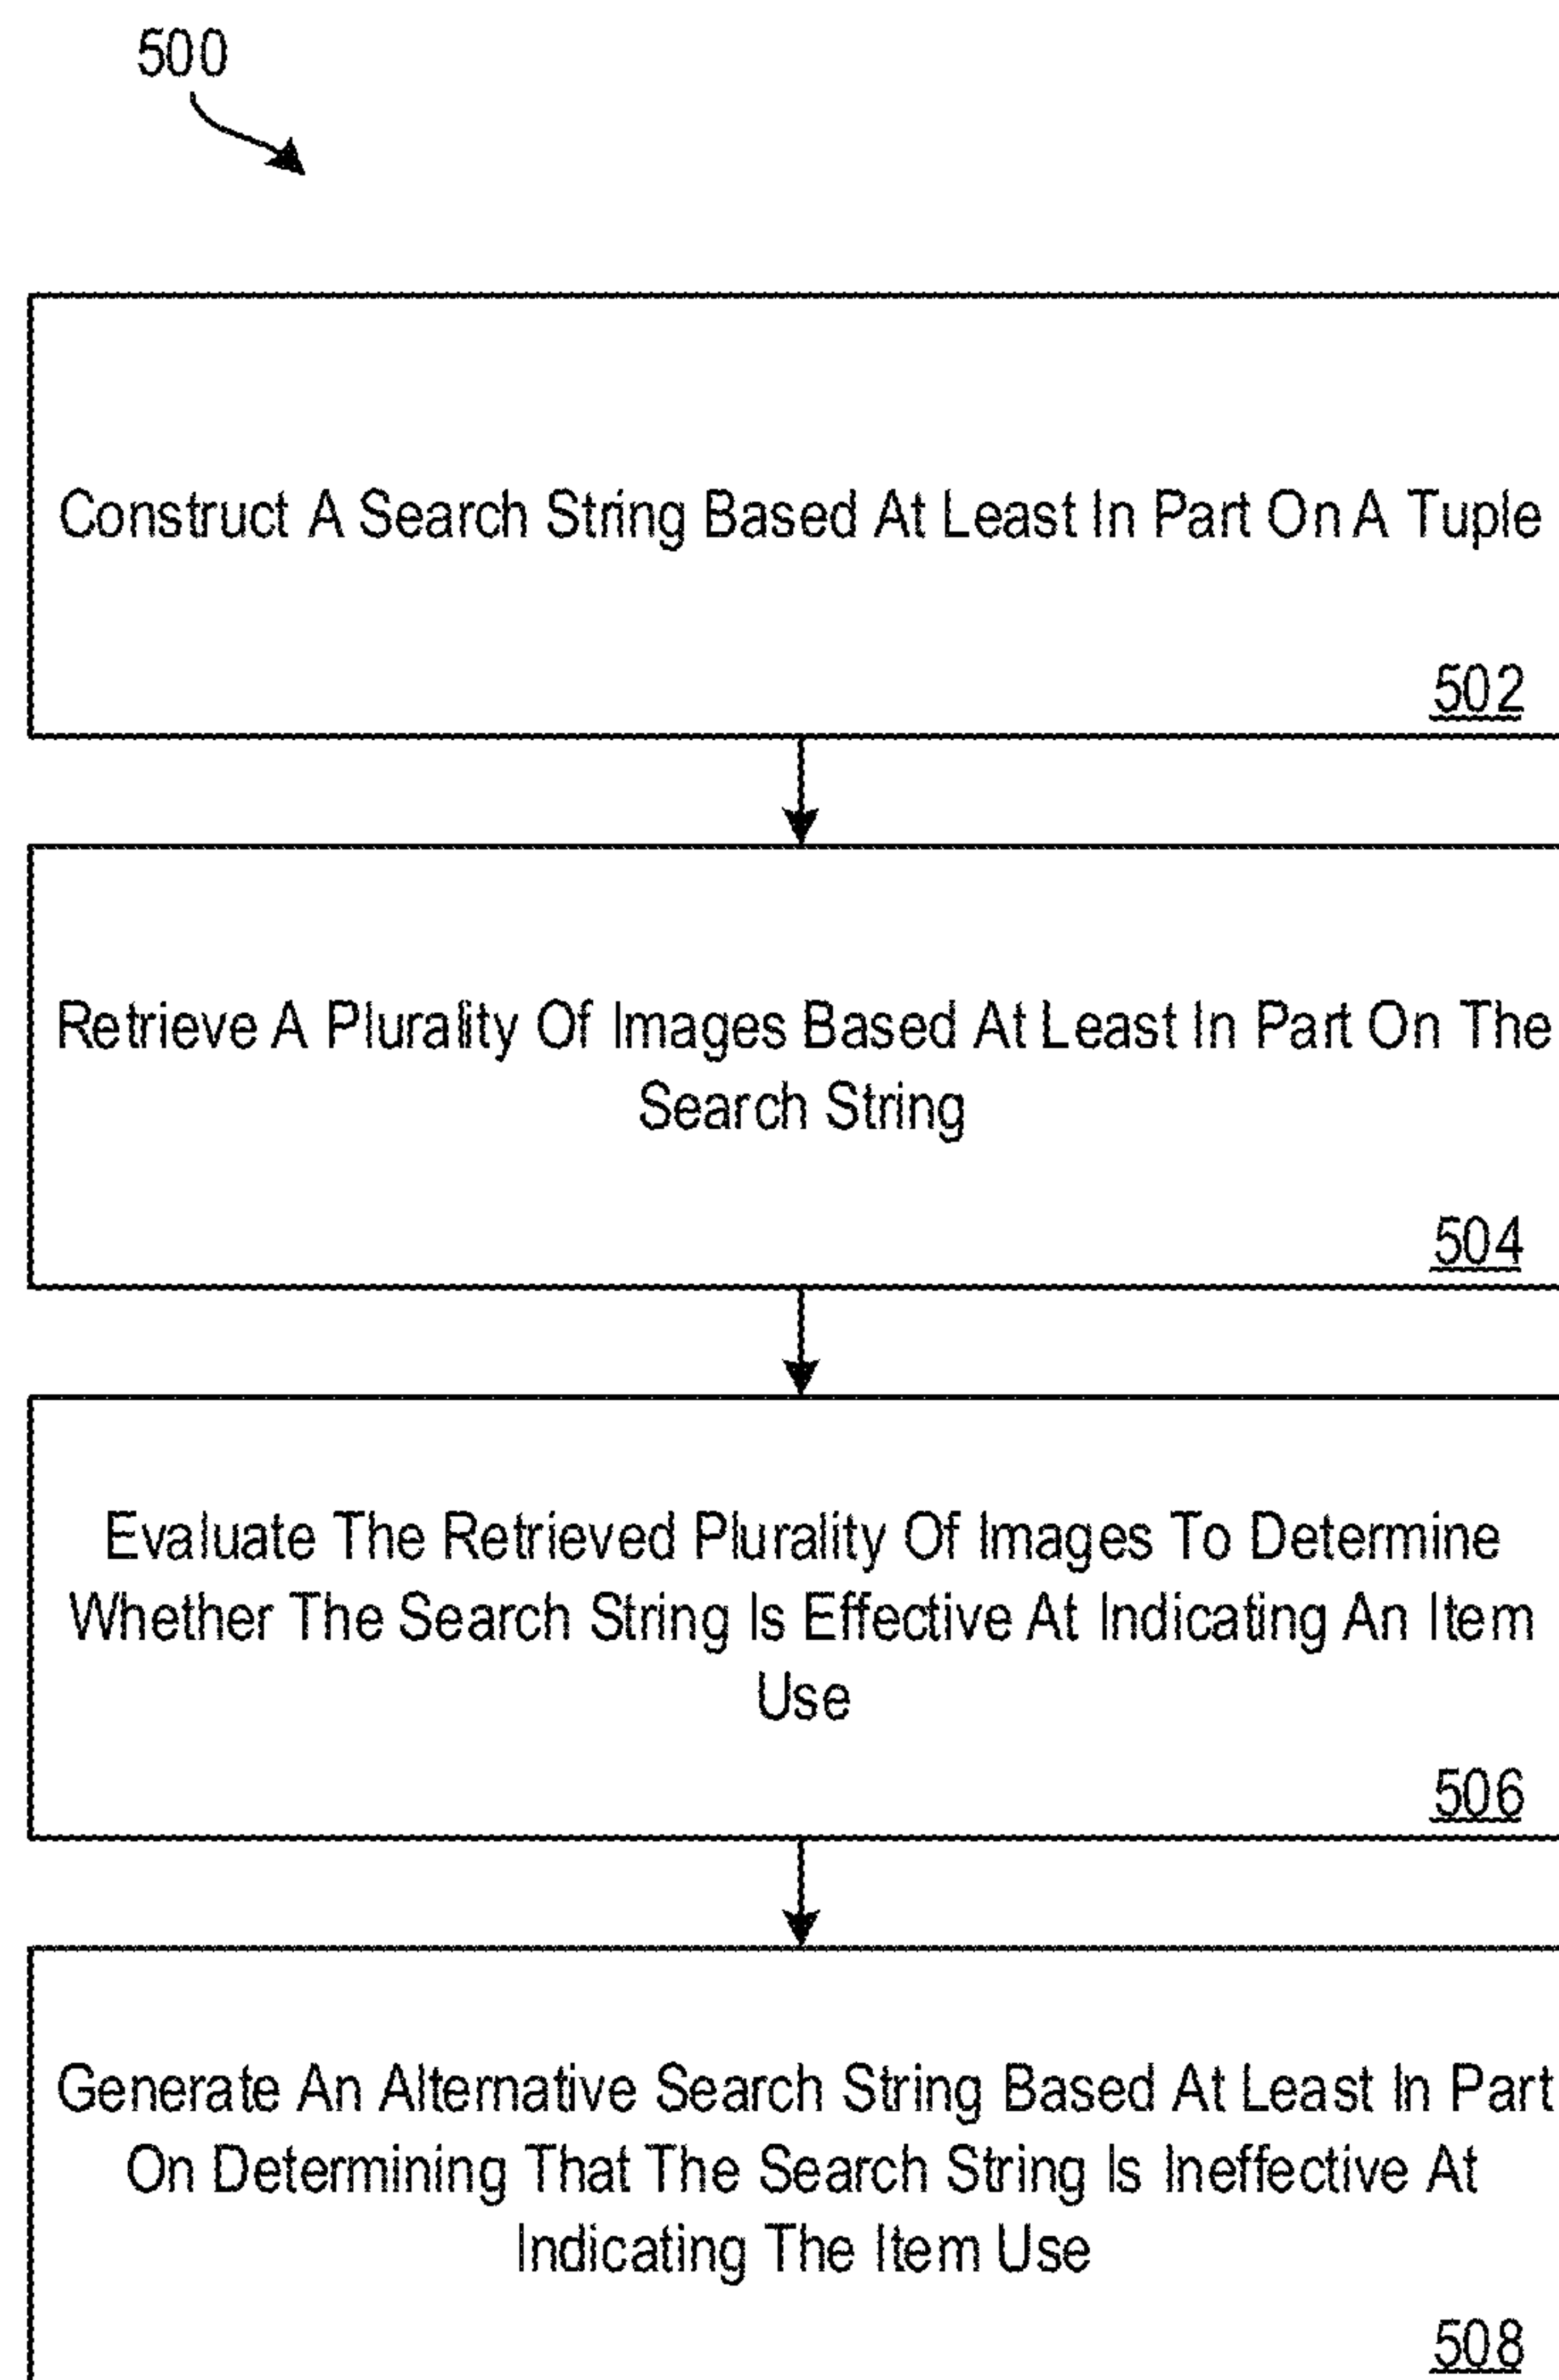 500
Construct A Search String Based At Least In Part On A Tuple
502
Retrieve A Plurality Of Images Based At Least In Part On The
Search String
504
Evaluate The Retrieved Plurality Of Images To Determine
Whether The Search String Is Effective At Indicating An Item
Use
506
Generate An Alternative Search String Based At Least In Part
On Determining That The Search String Is Ineffective At
Indicating The Item Use
508